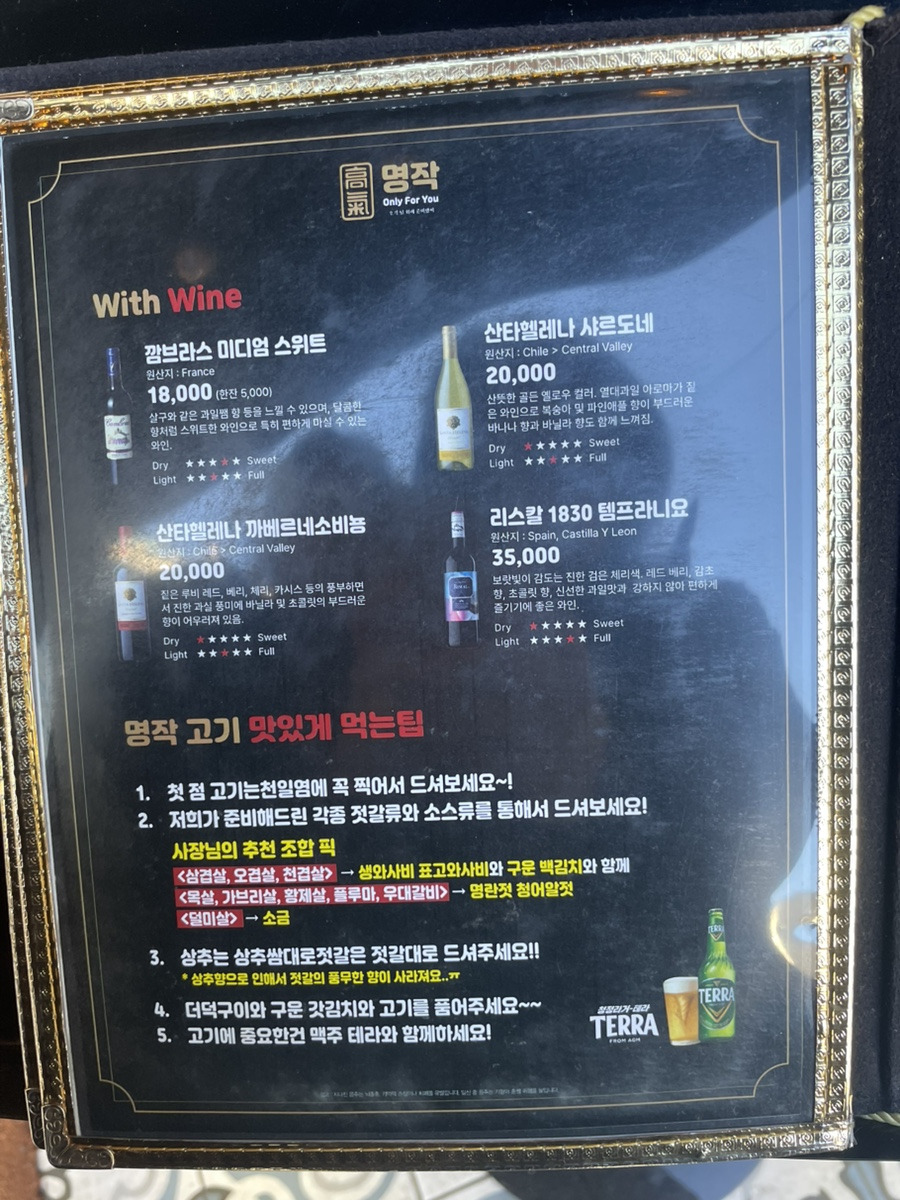 高氣
명작
Only For You
With Wine
깜브라스 미디엄 스위트
원산지 : France
18,000 (한잔 5,000)
살구와 같은 과일쨈 향 등을 느낄 수 있으며, 달콤한
향처럼 스위트한 와인으로 특히 편하게 마실 수 있는
와인.
Dry ★★★★★ Sweet
Light ★★★★★ Full
산타헬레나 샤르도네
원산지 : Chile > Central Valley
20,000
산뜻한 골든 옐로우 컬러. 열대과일 아로마가 짙
은 와인으로 복숭아 및 파인애플 향이 부드러운
바나나 향과 바닐라 향도 함께 느껴짐.
Dry ★★★★★ Sweet
Light ★★★★★ Full
산타헬레나 까베르네소비뇽
원산지 : Chile > Central Valley
20,000
짙은 루비 레드, 베리, 체리, 카시스 등의 풍부하면
서 진한 과실 풍미에 바닐라 및 초콜릿의 부드러운
향이 어우러져 있음.
Dry ★★★★★ Sweet
Light ★★★★★ Full
리스칼 1830 템프라니요
원산지 : Spain, Castilla Y Leon
35,000
보랏빛이 감도는 진한 검은 체리색. 레드 베리, 감초
향, 초콜릿 향, 신선한 과일맛과 강하지 않아 편하게
즐기기에 좋은 와인.
Dry ★★★★★ Sweet
Light ★★★★★ Full
명작 고기 맛있게 먹는팁
1. 첫 점 고기는천일염에 꼭 찍어서 드셔보세요~!
2. 저희가 준비해드린 각종 젓갈류와 소스류를 통해서 드셔보세요!
사장님의 추천 조합 픽
<삼겹살, 오겹살, 천겹살> → 생와사비 표고와사비와 구운 백김치와 함께
<목살, 가브리살, 황제살, 플루마, 우대갈비> → 명란젓 청어알젓
<덜미살> → 소금
3. 상추는 상추쌈대로젓갈은 젓갈대로 드셔주세요!!
* 상추향으로 인해서 젓갈의 풍무한 향이 사라져요..ㅠ
4. 더덕구이와 구운 갓김치와 고기를 품어주세요~~
5. 고기에 중요한건 맥주 테라와 함께하세요!
청정라거-테라
TERRA
FROM AGM
TERRA
TERRA